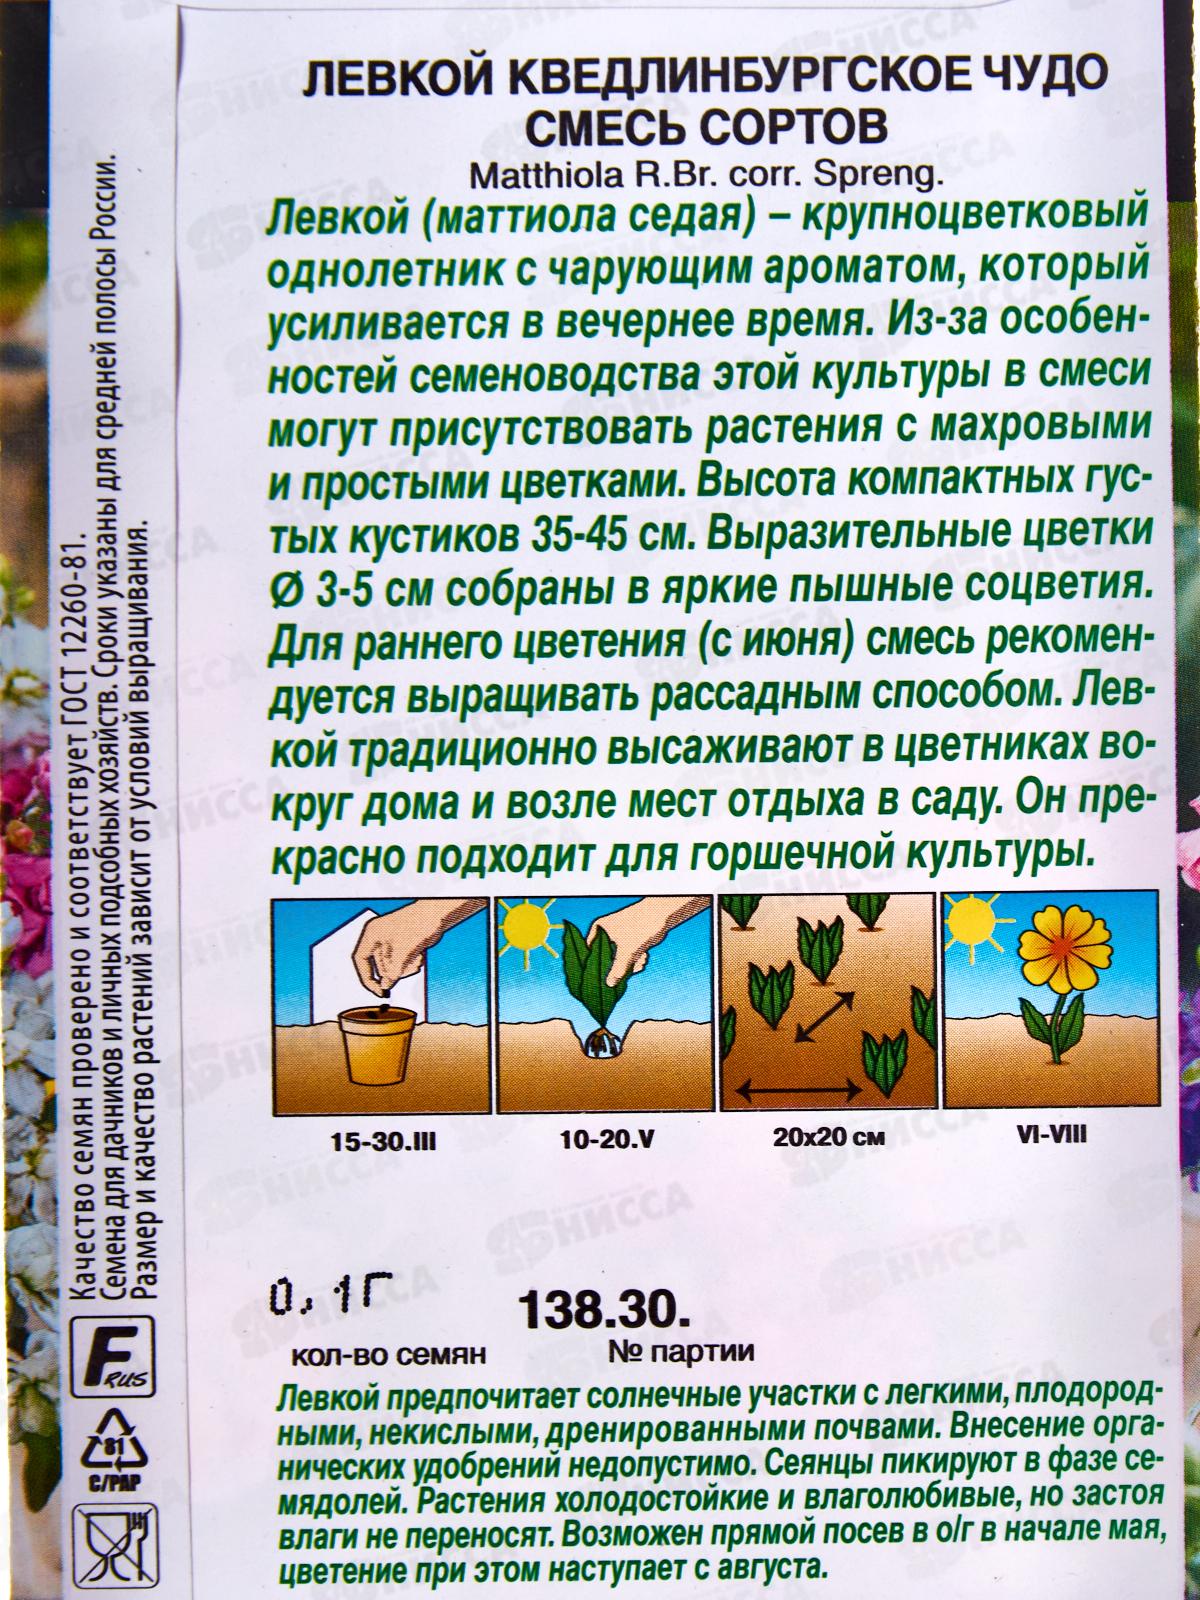 ЛЕВКОЙ КВЕДЛИНБУРГСКОЕ ЧУДО
СМЕСЬ СОРТОВ
Matthiola R.Br. corr. Spreng.
Левкой (маттиола седая) – крупноцветковый
однолетник с чарующим ароматом, который
усиливается в вечернее время. Из-за особен-
ностей семеноводства этой культуры в смеси
могут присутствовать растения с махровыми
и простыми цветками. Высота компактных гус-
тых кустиков 35-45 см. Выразительные цветки
Ø 3-5 см собраны в яркие пышные соцветия.
Для раннего цветения (с июня) смесь рекомен-
дуется выращивать рассадным способом. Лев-
кой традиционно высаживают в цветниках во-
круг дома и возле мест отдыха в саду. Он пре-
красно подходит для горшечной культуры.
15-30.III
10-20.V
20х20 см
VI-VIII
0,1Г
138.30.
кол-во семян
№ партии
Левкой предпочитает солнечные участки с легкими, плодород-
ными, некислыми, дренированными почвами. Внесение орга-
нических удобрений недопустимо. Сеянцы пикируют в фазе се-
мядолей. Растения холодостойкие и влаголюбивые, но застоя
влаги не переносят. Возможен прямой посев в о/г в начале мая,
цветение при этом наступает с августа.
Качество семян проверено и соответствует ГОСТ 12260-81.
Семена для дачников и личных подсобных хозяйств. Сроки указаны для средней полосы России.
Размер и качество растений зависит от условий выращивания.
F RUS
81
C/PAP
НИССА